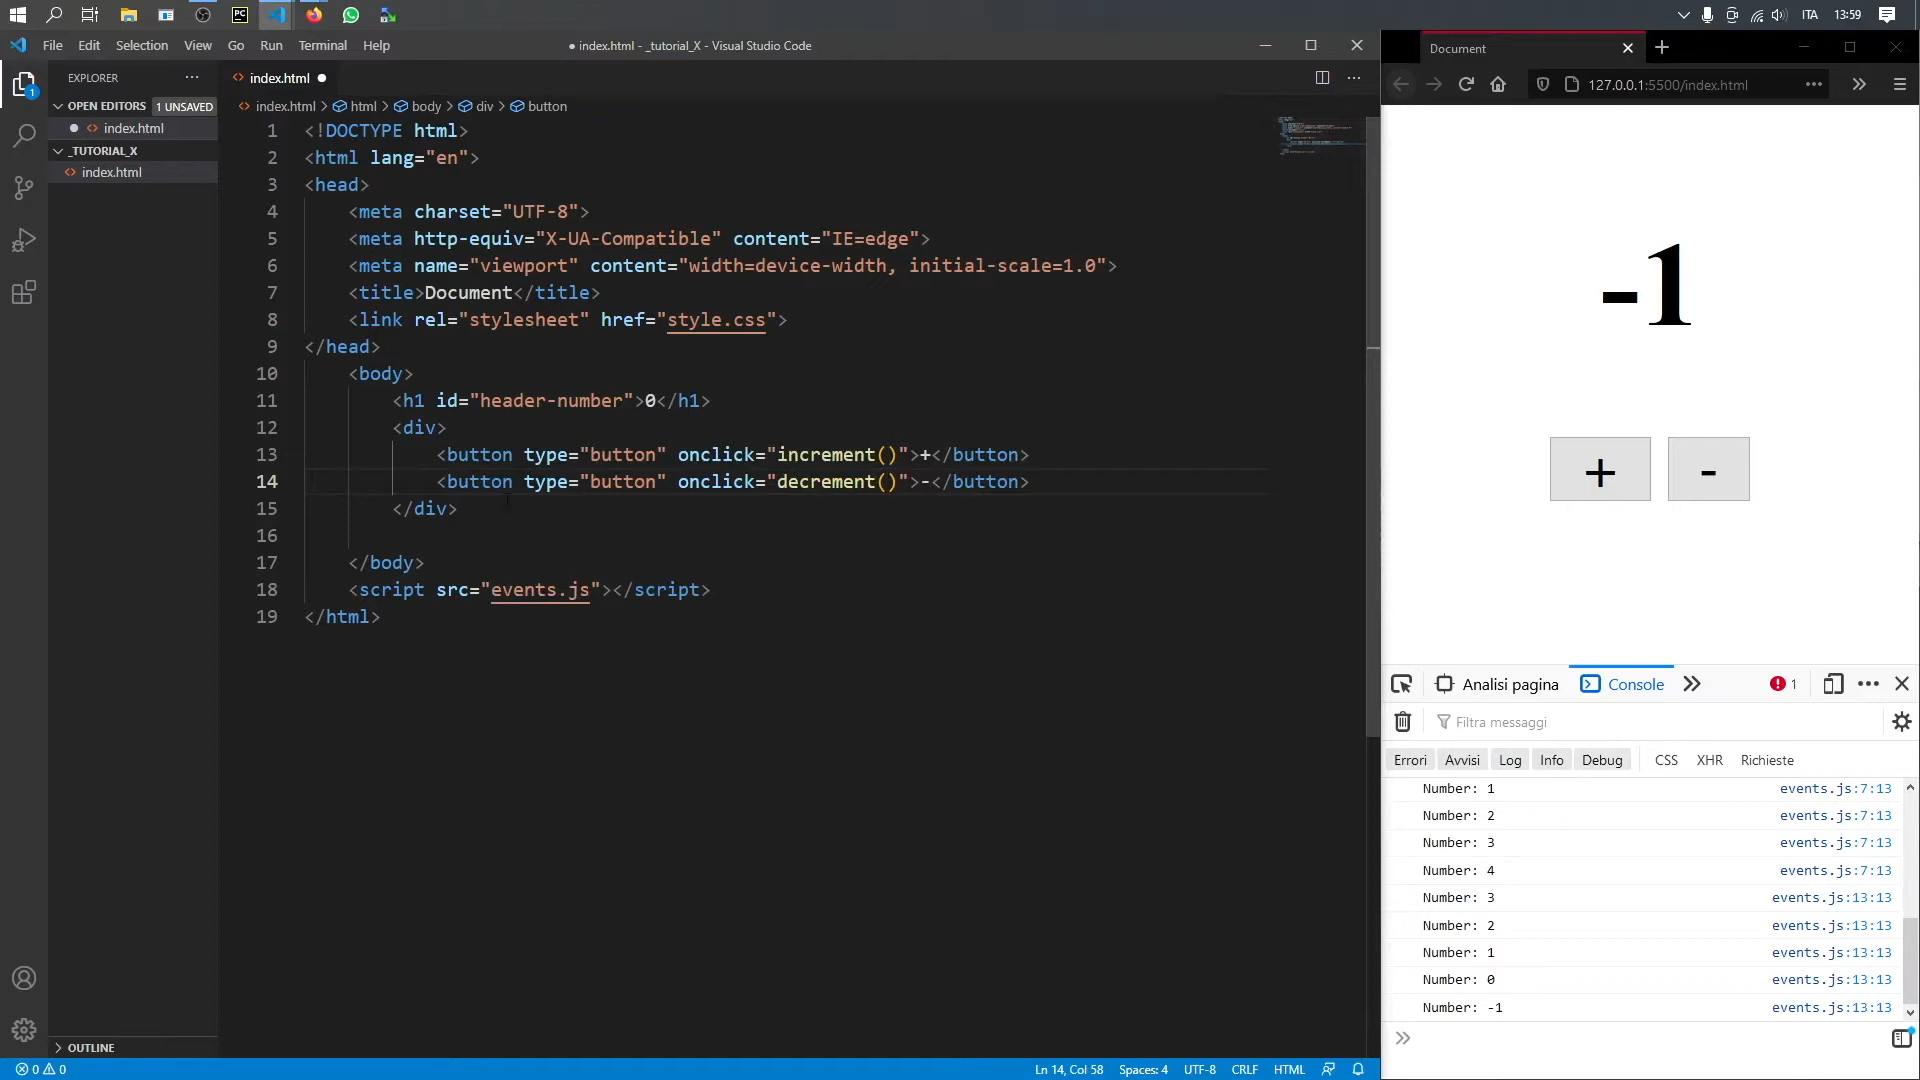 ITA
13:59
File Edit Selection View Go Run Terminal Help
● index.html - _tutorial_X - Visual Studio Code
EXPLORER
OPEN EDITORS 1 UNSAVED
index.html
_TUTORIAL_X
index.html
OUTLINE
1
index.html
index.html > html > body > div > button
1 <!DOCTYPE html>
2 <html lang="en">
3 <head>
4 <meta charset="UTF-8">
5 <meta http-equiv="X-UA-Compatible" content="IE=edge">
6 <meta name="viewport" content="width=device-width, initial-scale=1.0">
7 <title>Document</title>
8 <link rel="stylesheet" href="style.css">
9 </head>
10 <body>
11 <h1 id="header-number">0</h1>
12 <div>
13 <button type="button" onclick="increment()">+</button>
14 <button type="button" onclick="decrement()">-</button>
15 </div>
16
17 </body>
18 <script src="events.js"></script>
19 </html>
0 0
Ln 14, Col 58 Spaces: 4 UTF-8 CRLF HTML
Document
127.0.0.1:5500/index.html
-1
+ -
Analisi pagina Console 1
Filtra messaggi
Errori Avvisi Log Info Debug CSS XHR Richieste
Number: 1 events.js:7:13
Number: 2 events.js:7:13
Number: 3 events.js:7:13
Number: 4 events.js:7:13
Number: 3 events.js:13:13
Number: 2 events.js:13:13
Number: 1 events.js:13:13
Number: 0 events.js:13:13
Number: -1 events.js:13:13